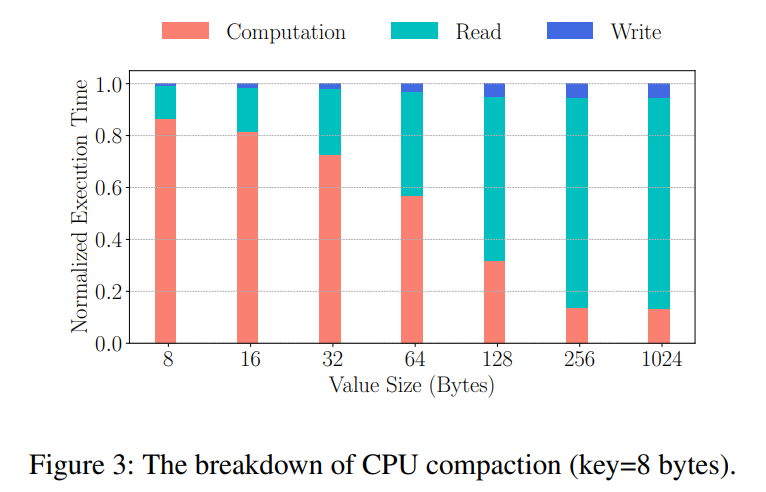 Computation Read Write
Normalized Execution Time
1.0
0.8
0.6
0.4
0.2
0.0
8 16 32 64 128 256 1024
Value Size (Bytes)
Figure 3: The breakdown of CPU compaction (key=8 bytes).